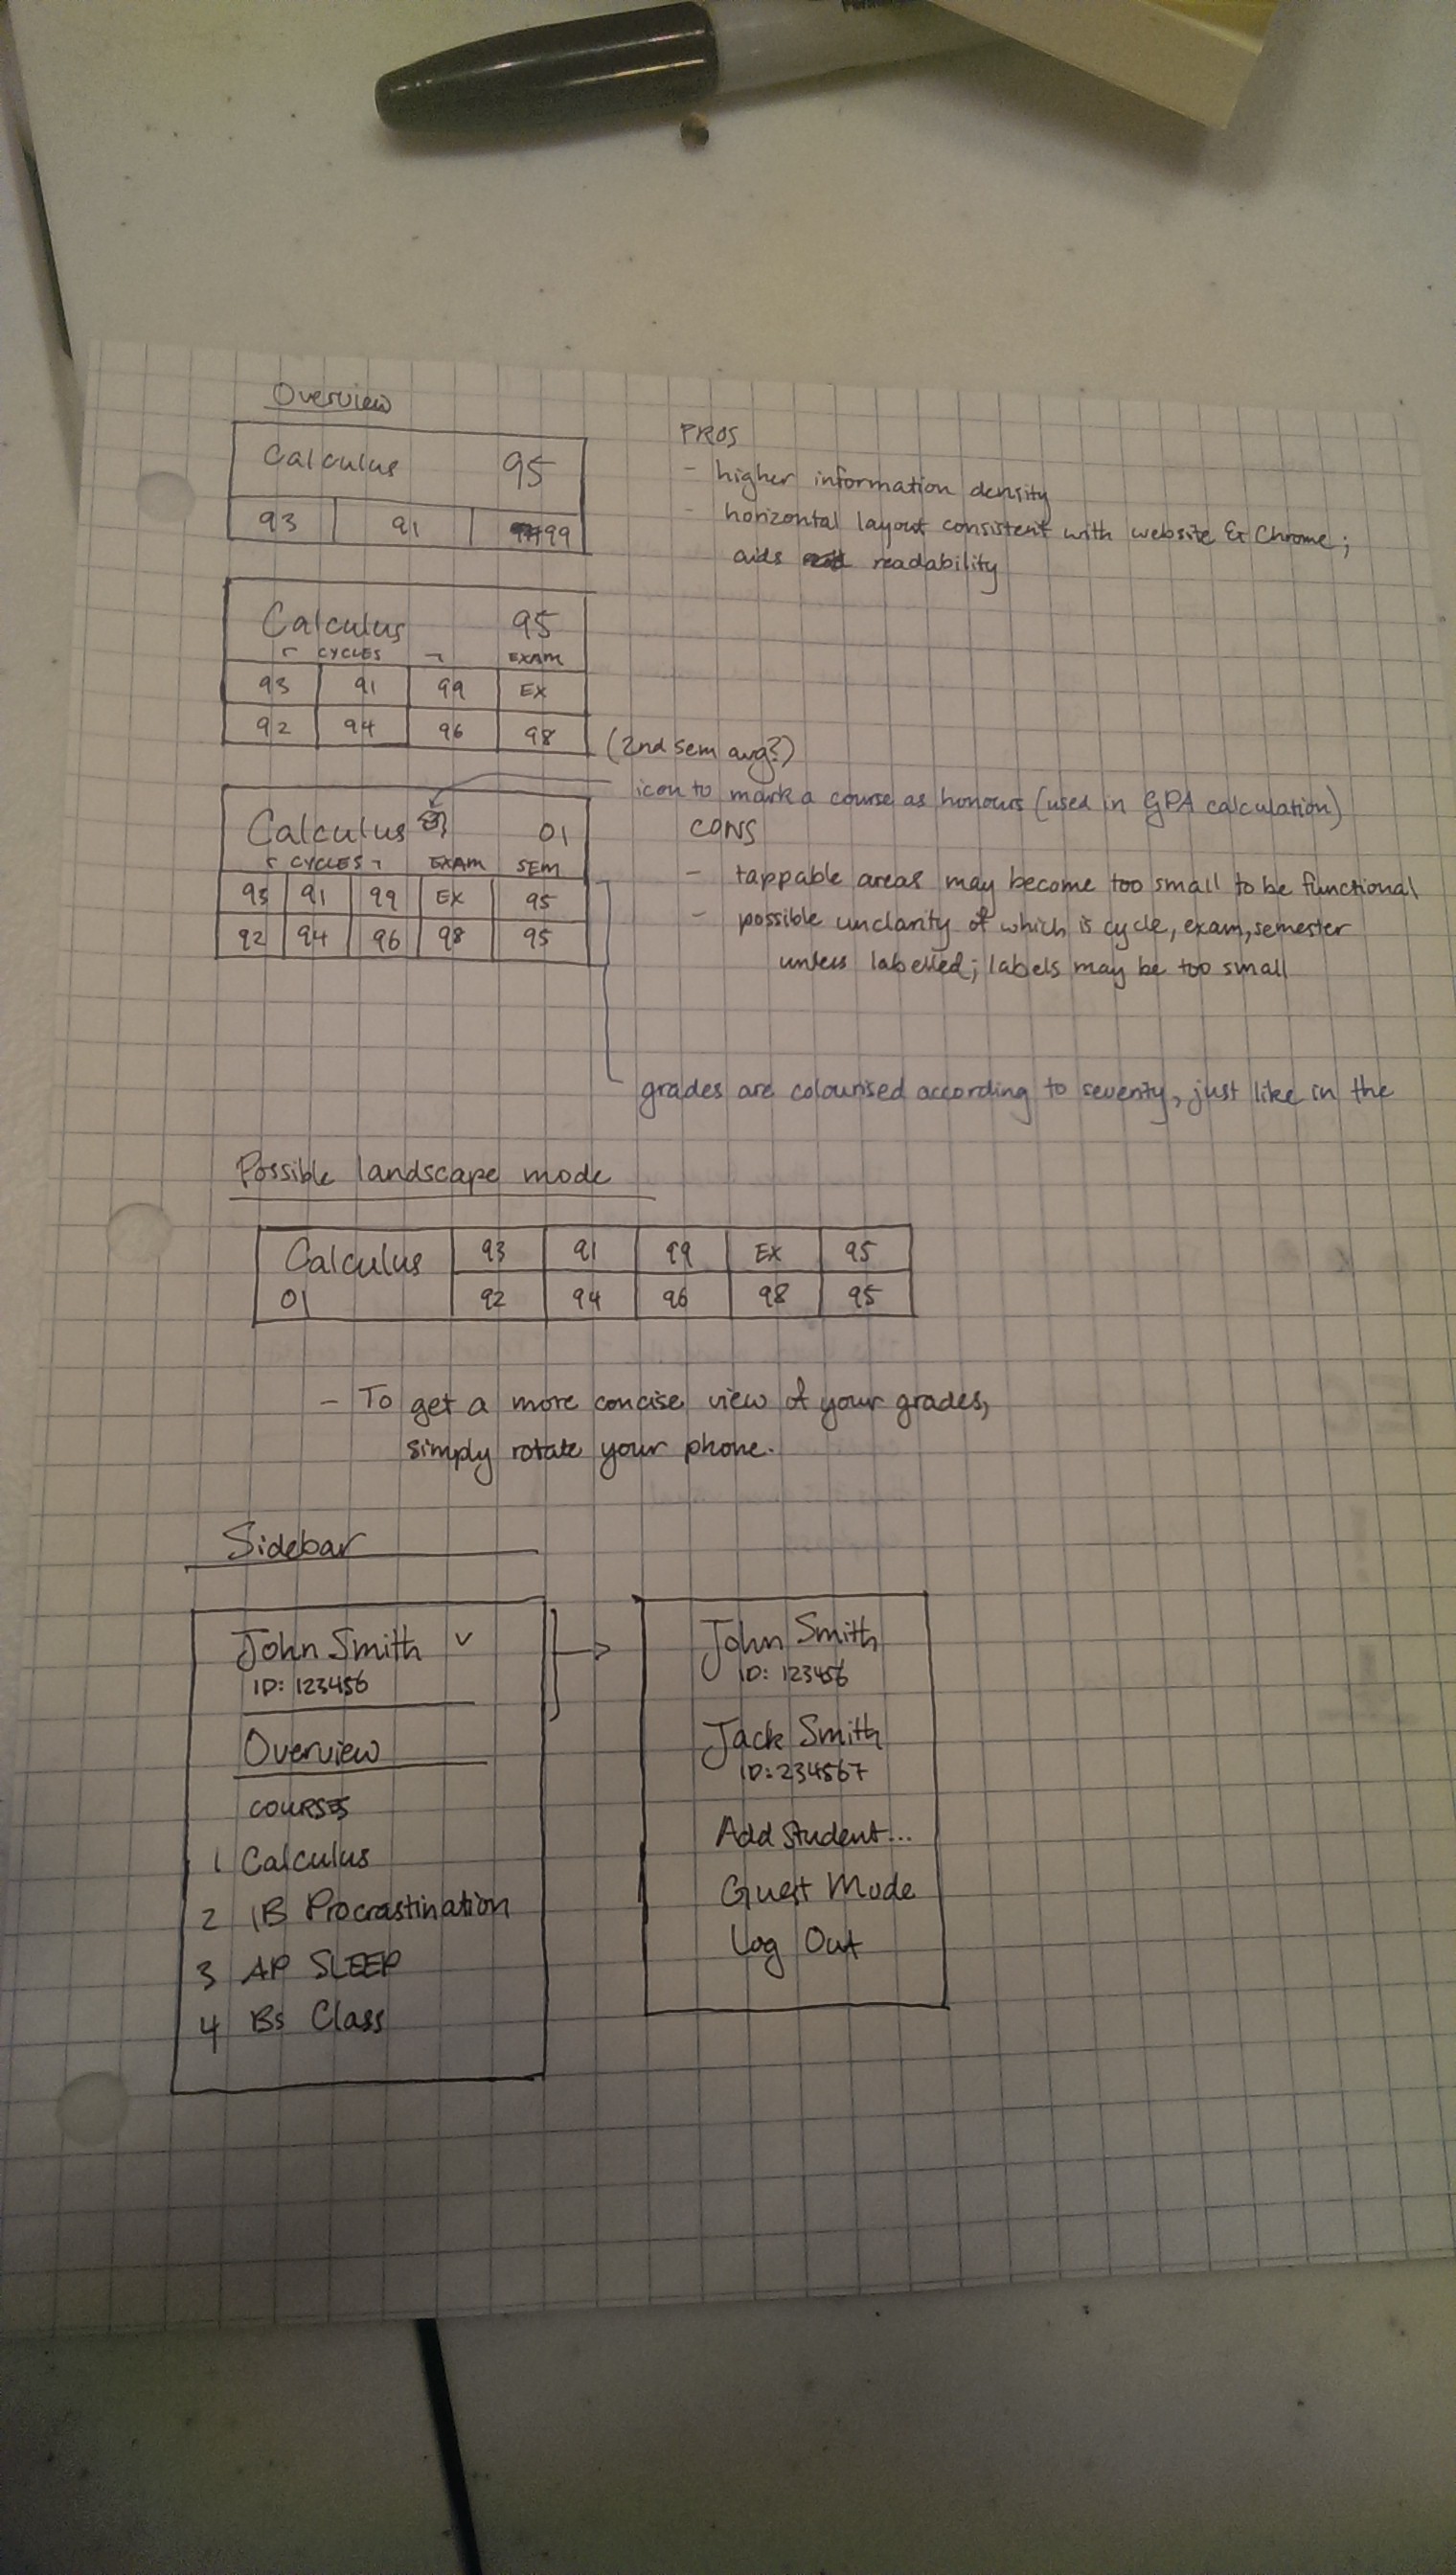 Overview
Calculus 95
93 91 99
PROS
- higher information density
- horizontal layout consistent with website & Chrome;
aids readability
Calculus 95
CYCLES EXAM
93 91 99 EX
92 94 96 98
(2nd sem avg?)
icon to mark a course as honours (used in GPA calculation)
Calculus 01
CYCLES EXAM SEM
93 91 99 EX 95
92 94 96 98 95
CONS
- tappable areas may become too small to be functional
- possible unclarity of which is cycle, exam, semester
unless labelled; labels may be too small
grades are colourised according to severity, just like in the
Possible landscape mode
Calculus 93 91 99 EX 95
01 92 94 96 98 95
- To get a more concise view of your grades,
simply rotate your phone.
Sidebar
John Smith
ID: 123456
Overview
COURSES
1 Calculus
2 IB Procrastination
3 AP SLEEP
4 BS Class
John Smith
ID: 123456
Jack Smith
ID: 234567
Add Student...
Guest Mode
Log Out